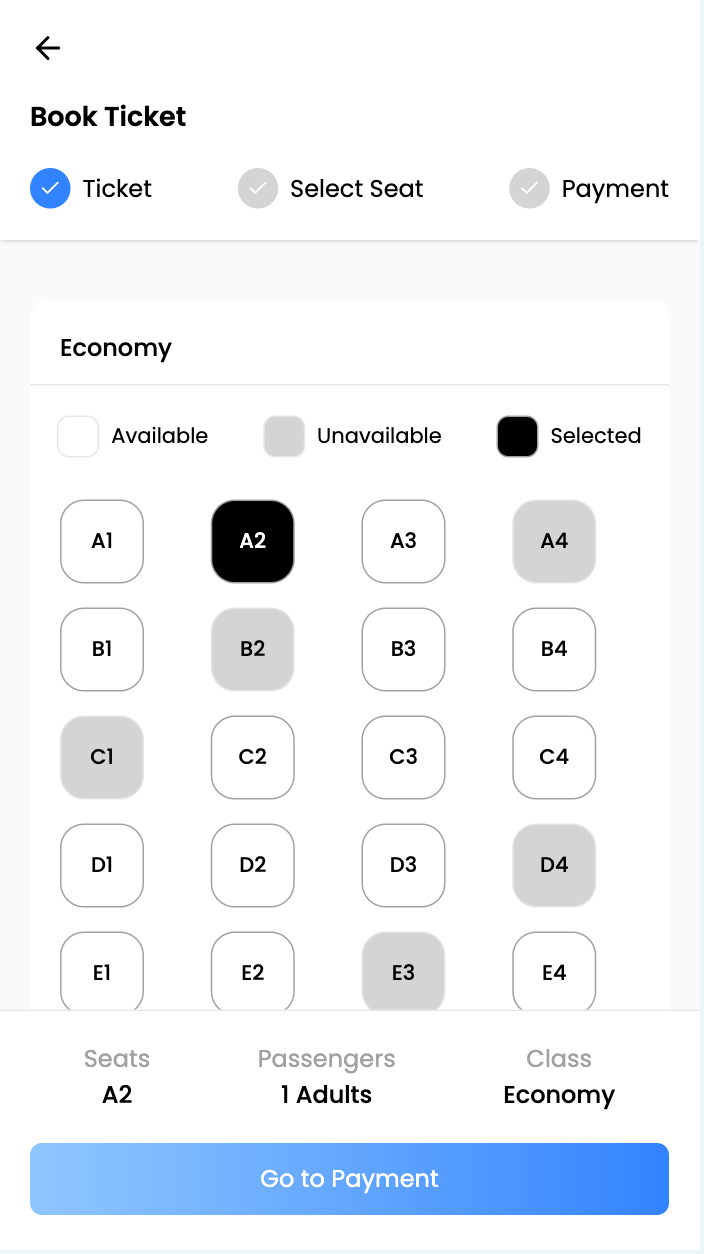 Book Ticket
Ticket Select Seat Payment
Economy
Available Unavailable Selected
A1 A2 A3 A4
B1 B2 B3 B4
C1 C2 C3 C4
D1 D2 D3 D4
E1 E2 E3 E4
Seats Passengers Class
A2 1 Adults Economy
Go to Payment